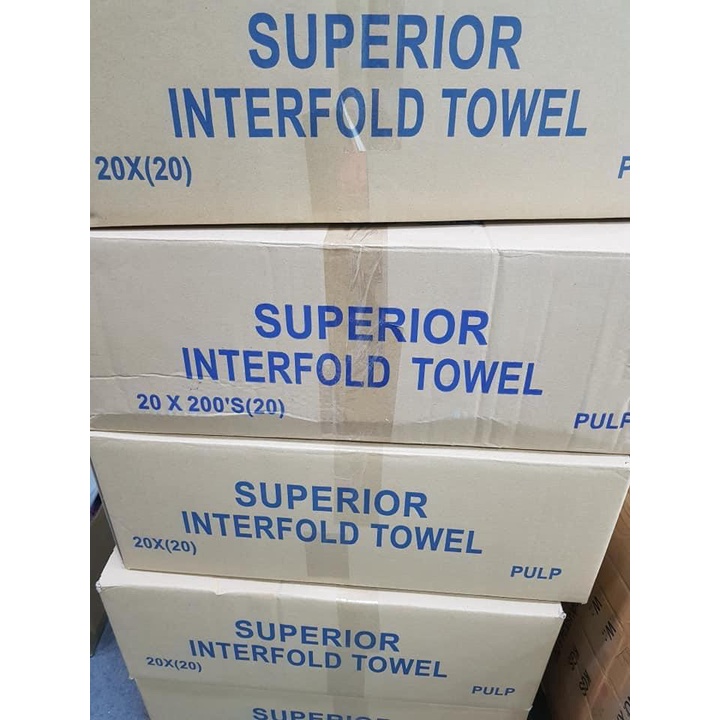 SUPERIOR
INTERFOLD TOWEL
20X(20)
SUPERIOR
INTERFOLD TOWEL
20 X 200'S(20)
PULP
SUPERIOR
INTERFOLD TOWEL
20X(20)
PULP
SUPERIOR
INTERFOLD TOWEL
20X(20)
PULP
SUPERIOR